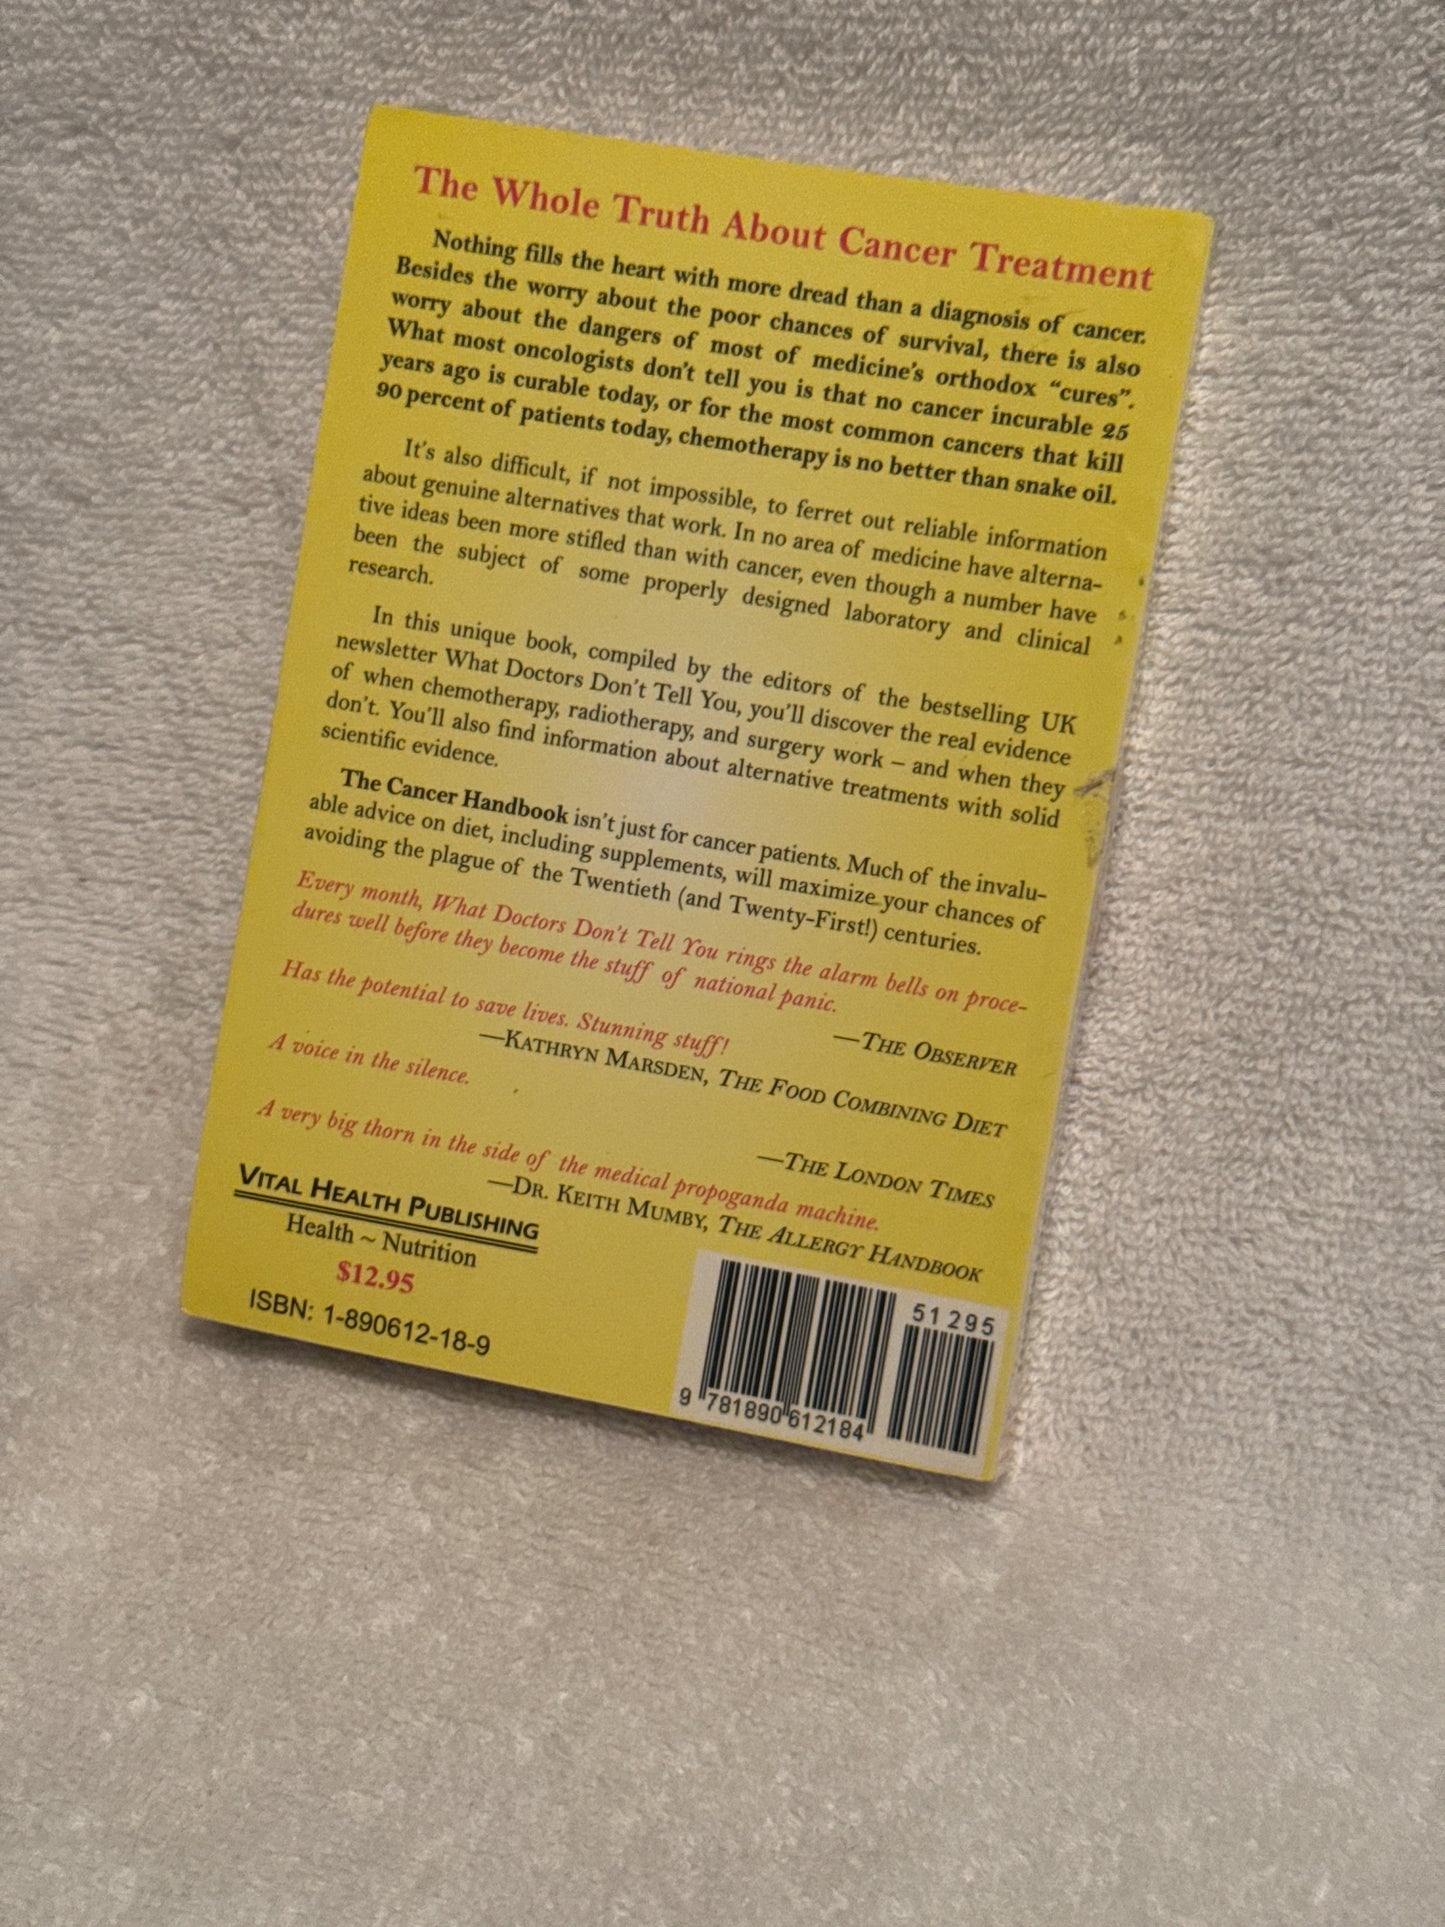 The Whole Truth About Cancer Treatment
Nothing fills the heart with more dread than a diagnosis of cancer.
Besides the worry about the poor chances of survival, there is also
worry about the dangers of most of medicine's orthodox "cures".
What most oncologists don't tell you is that no cancer incurable 25
years ago is curable today, or for the most common cancers that kill
90 percent of patients today, chemotherapy is no better than snake oil.
It's also difficult, if not impossible, to ferret out reliable information
about genuine alternatives that work. In no area of medicine have alterna-
tive ideas been more stifled than with cancer, even though a number have
been the subject of some properly designed laboratory and clinical
research.
In this unique book, compiled by the editors of the bestselling UK
newsletter What Doctors Don't Tell You, you'll discover the real evidence
of when chemotherapy, radiotherapy, and surgery work – and when they
don't. You'll also find information about alternative treatments with solid
scientific evidence.
The Cancer Handbook isn't just for cancer patients. Much of the invalu-
able advice on diet, including supplements, will maximize your chances of
avoiding the plague of the Twentieth (and Twenty-First!) centuries.
Every month, What Doctors Don't Tell You rings the alarm bells on proce-
dures well before they become the stuff of national panic.
—THE OBSERVER
Has the potential to save lives. Stunning stuff!
—KATHRYN MARSDEN, THE FOOD COMBINING DIET
A voice in the silence.
—THE LONDON TIMES
A very big thorn in the side of the medical propoganda machine.
—DR. KEITH MUMBY, THE ALLERGY HANDBOOK
VITAL HEALTH PUBLISHING
Health ~ Nutrition
$12.95
ISBN: 1-890612-18-9
51295
9 781890 612184